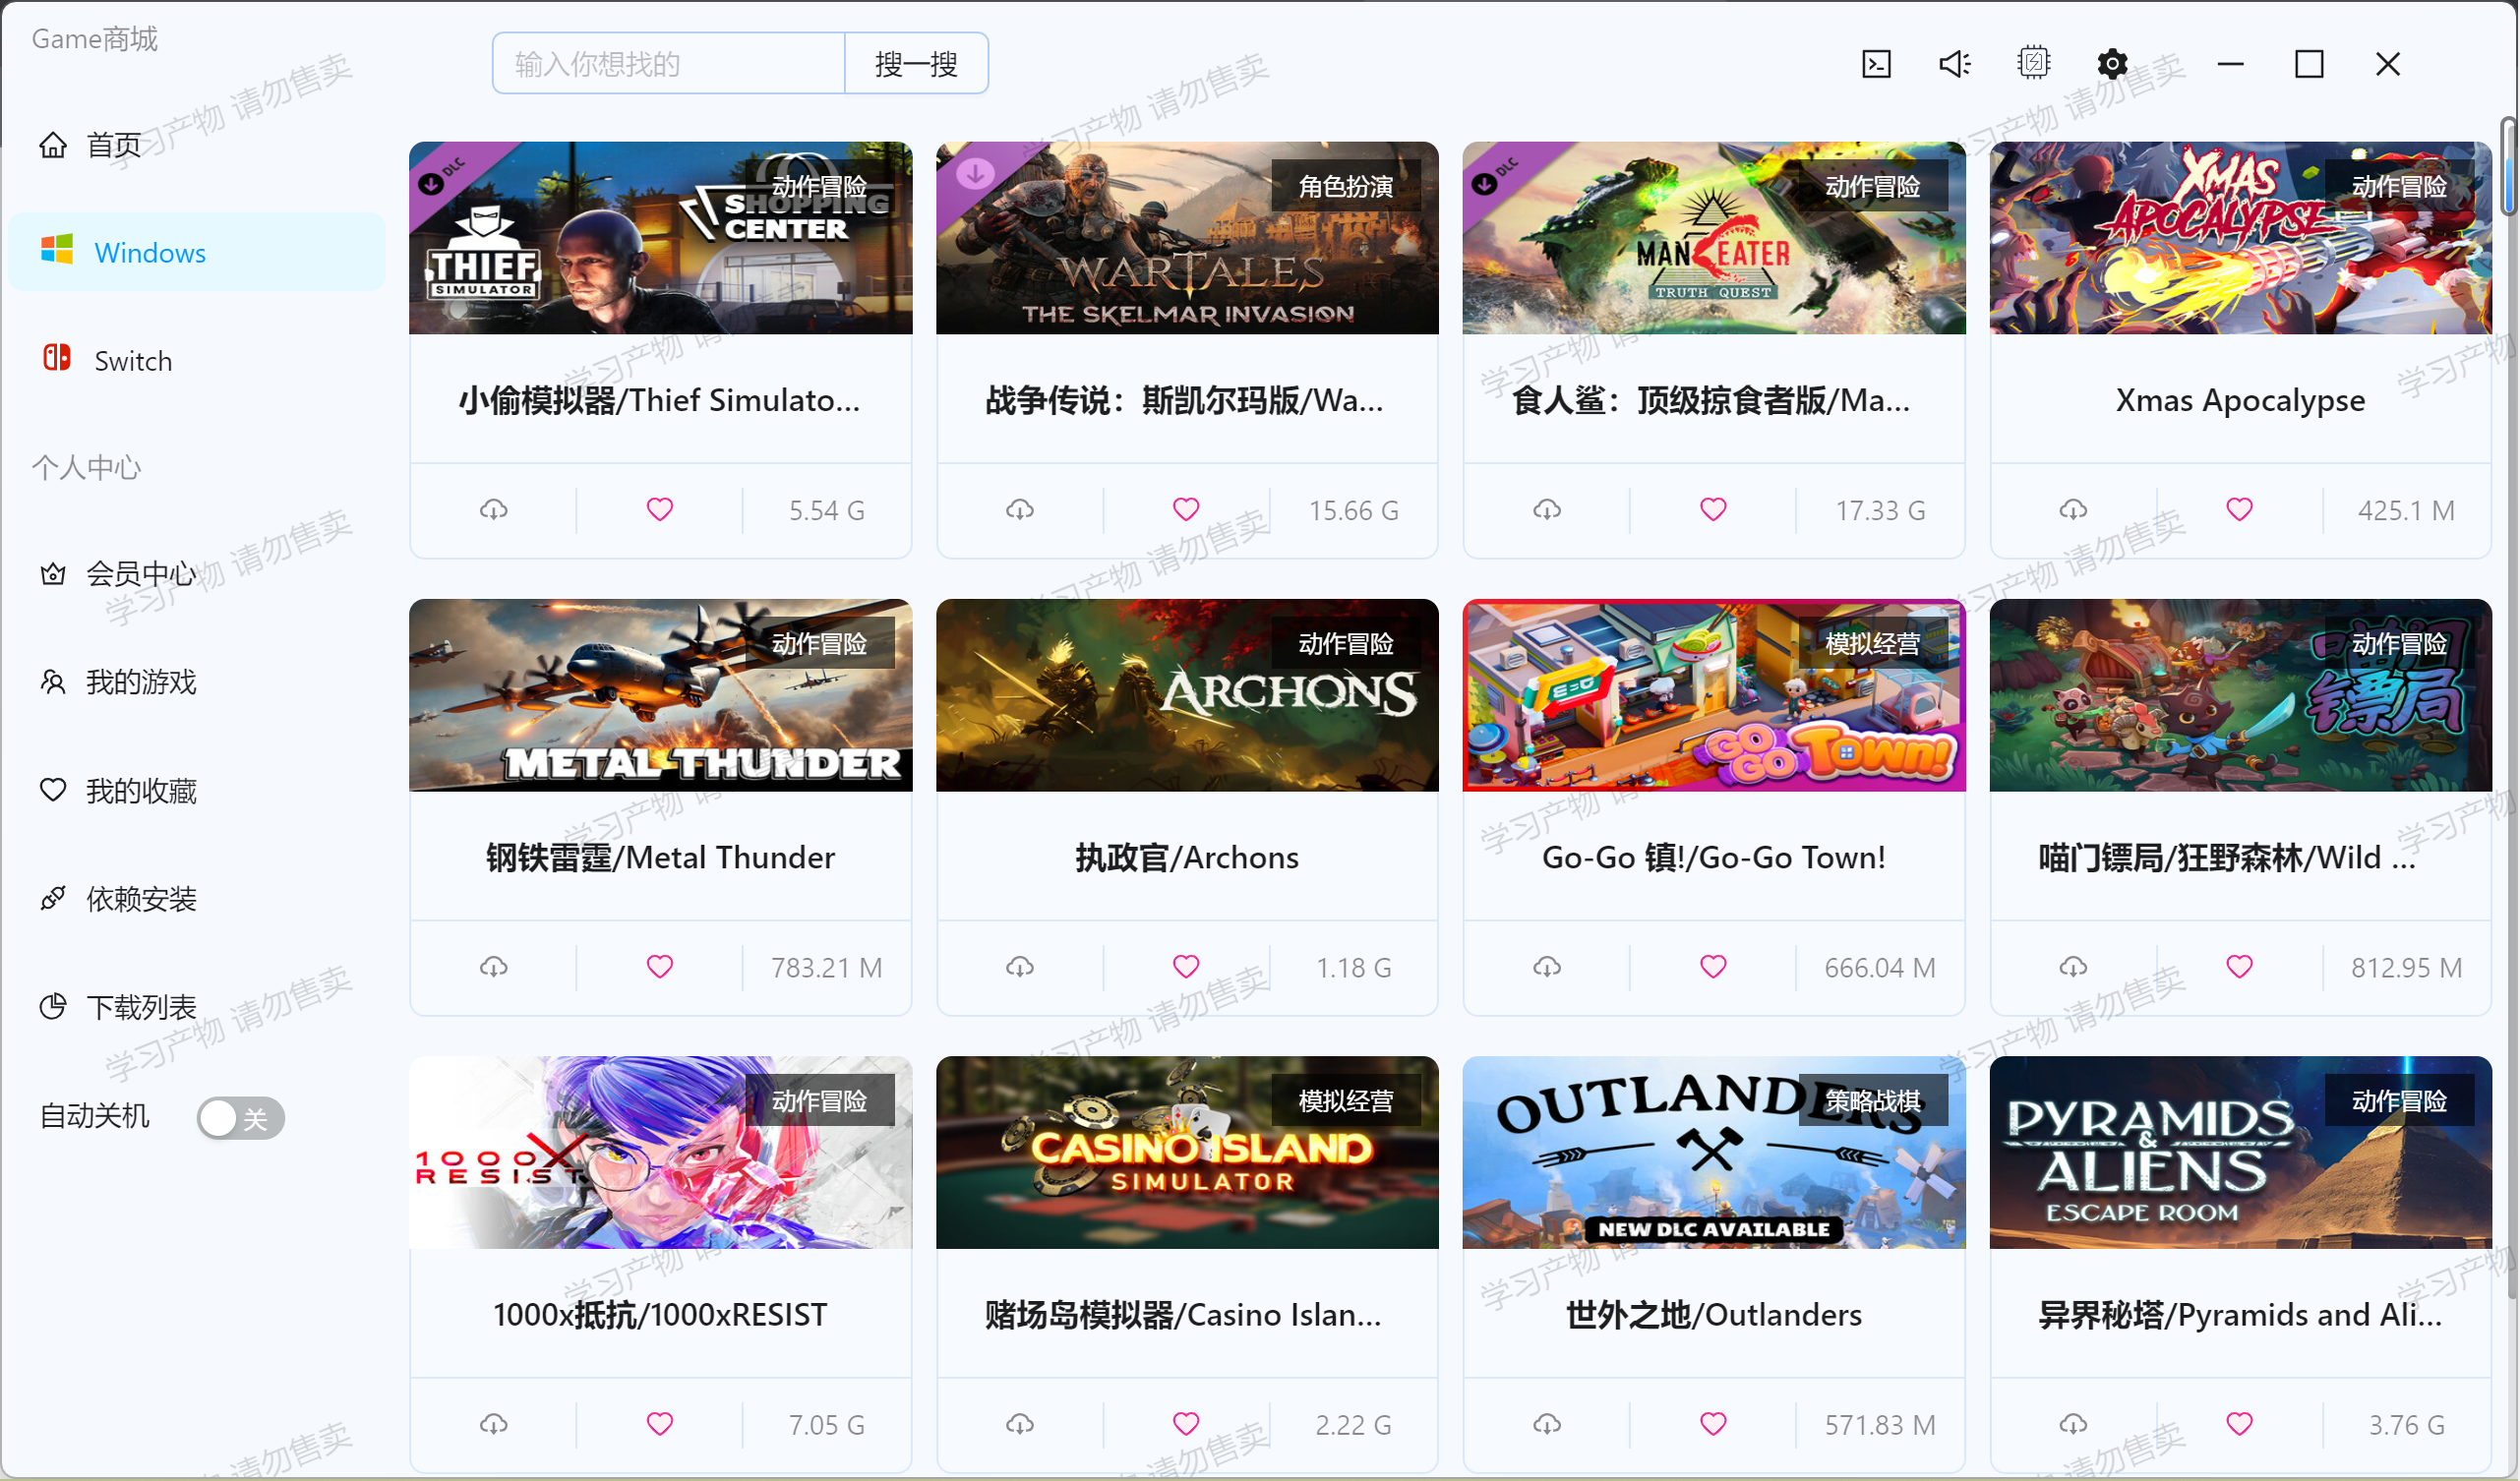 Game商城
输入你想找的
搜一搜
首页
Windows
Switch
个人中心
会员中心
我的游戏
我的收藏
依赖安装
下载列表
自动关机
关
DLC
动作冒险
SHOPPING
CENTER
THIEF
SIMULATOR
小偷模拟器/Thief Simulato...
5.54 G
角色扮演
WARTALES
THE SKELMAR INVASION
战争传说：斯凯尔玛版/Wa...
15.66 G
DLC
动作冒险
MANEATER
TRUTH QUEST
食人鲨：顶级掠食者版/Ma...
17.33 G
动作冒险
XMAS
APOCALYPSE
Xmas Apocalypse
425.1 M
动作冒险
METAL THUNDER
钢铁雷霆/Metal Thunder
783.21 M
动作冒险
ARCHONS
执政官/Archons
1.18 G
模拟经营
GO GO TOWN!
Go-Go 镇!/Go-Go Town!
666.04 M
动作冒险
喵门
镖局
喵门镖局/狂野森林/Wild ...
812.95 M
动作冒险
1000X
RESIST
1000x抵抗/1000xRESIST
7.05 G
模拟经营
CASINO ISLAND
SIMULATOR
赌场岛模拟器/Casino Islan...
2.22 G
策略战棋
OUTLANDERS
NEW DLC AVAILABLE
世外之地/Outlanders
571.83 M
动作冒险
PYRAMIDS
&
ALIENS
ESCAPE ROOM
异界秘塔/Pyramids and Ali...
3.76 G
学习产物 请勿售卖